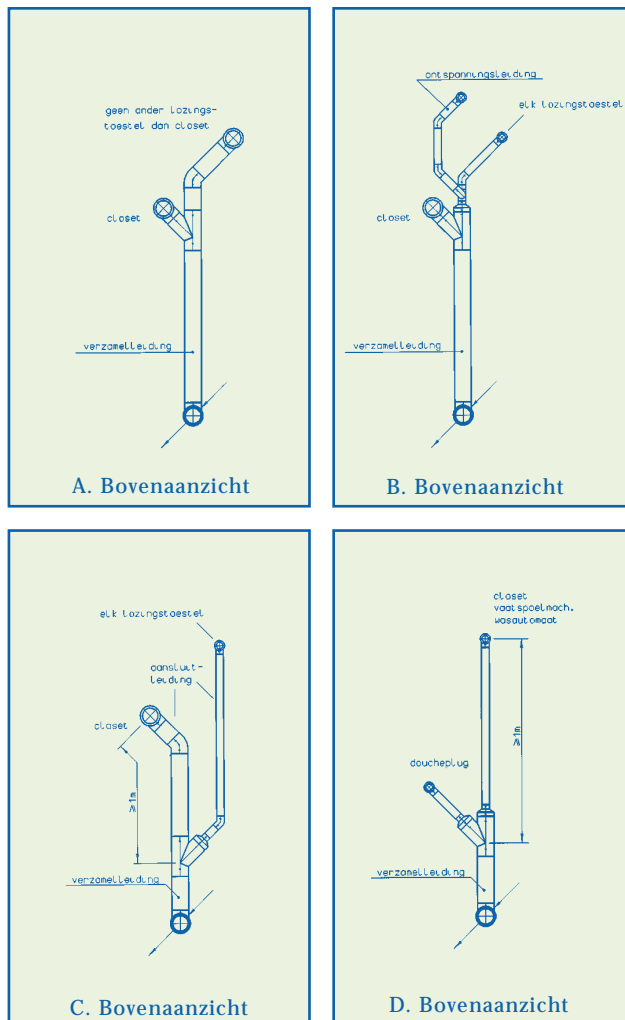 geen ander lozings-
toestel dan closet
closet
verzamelleiding
A. Bovenaanzicht
ontspanningsleiding
elk lozingstoestel
closet
verzamelleiding
B. Bovenaanzicht
elk lozingstoestel
aansluit-
leiding
closet
≥1m
verzamelleiding
C. Bovenaanzicht
closet
vaatspoelmach.
wasautomaat
≥1m
doucheplug
verzamelleiding
D. Bovenaanzicht